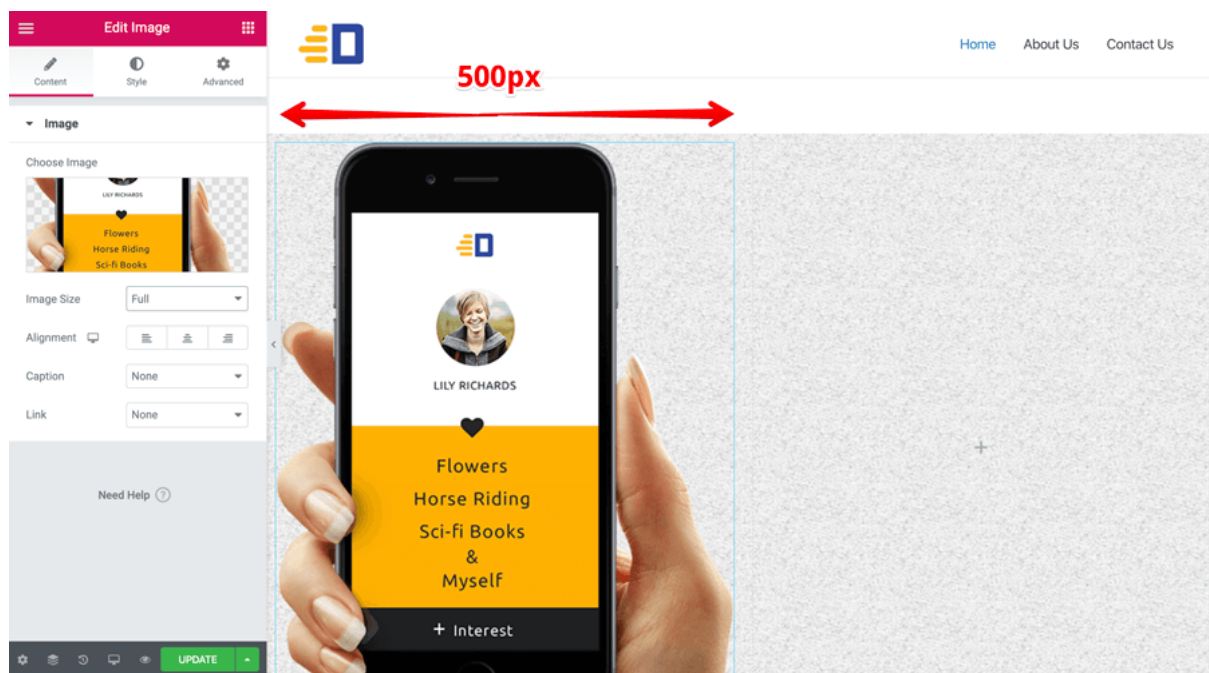 Edit Image
Content
Style
Advanced
Image
Choose Image
LILY RICHARDS
Flowers
Horse Riding
Sci-fi Books
Image Size
Full
Alignment
Caption
None
Link
None
Need Help ?
UPDATE
Home
About Us
Contact Us
500px
D
D
LILY RICHARDS
Flowers
Horse Riding
Sci-fi Books
&
Myself
+ Interest